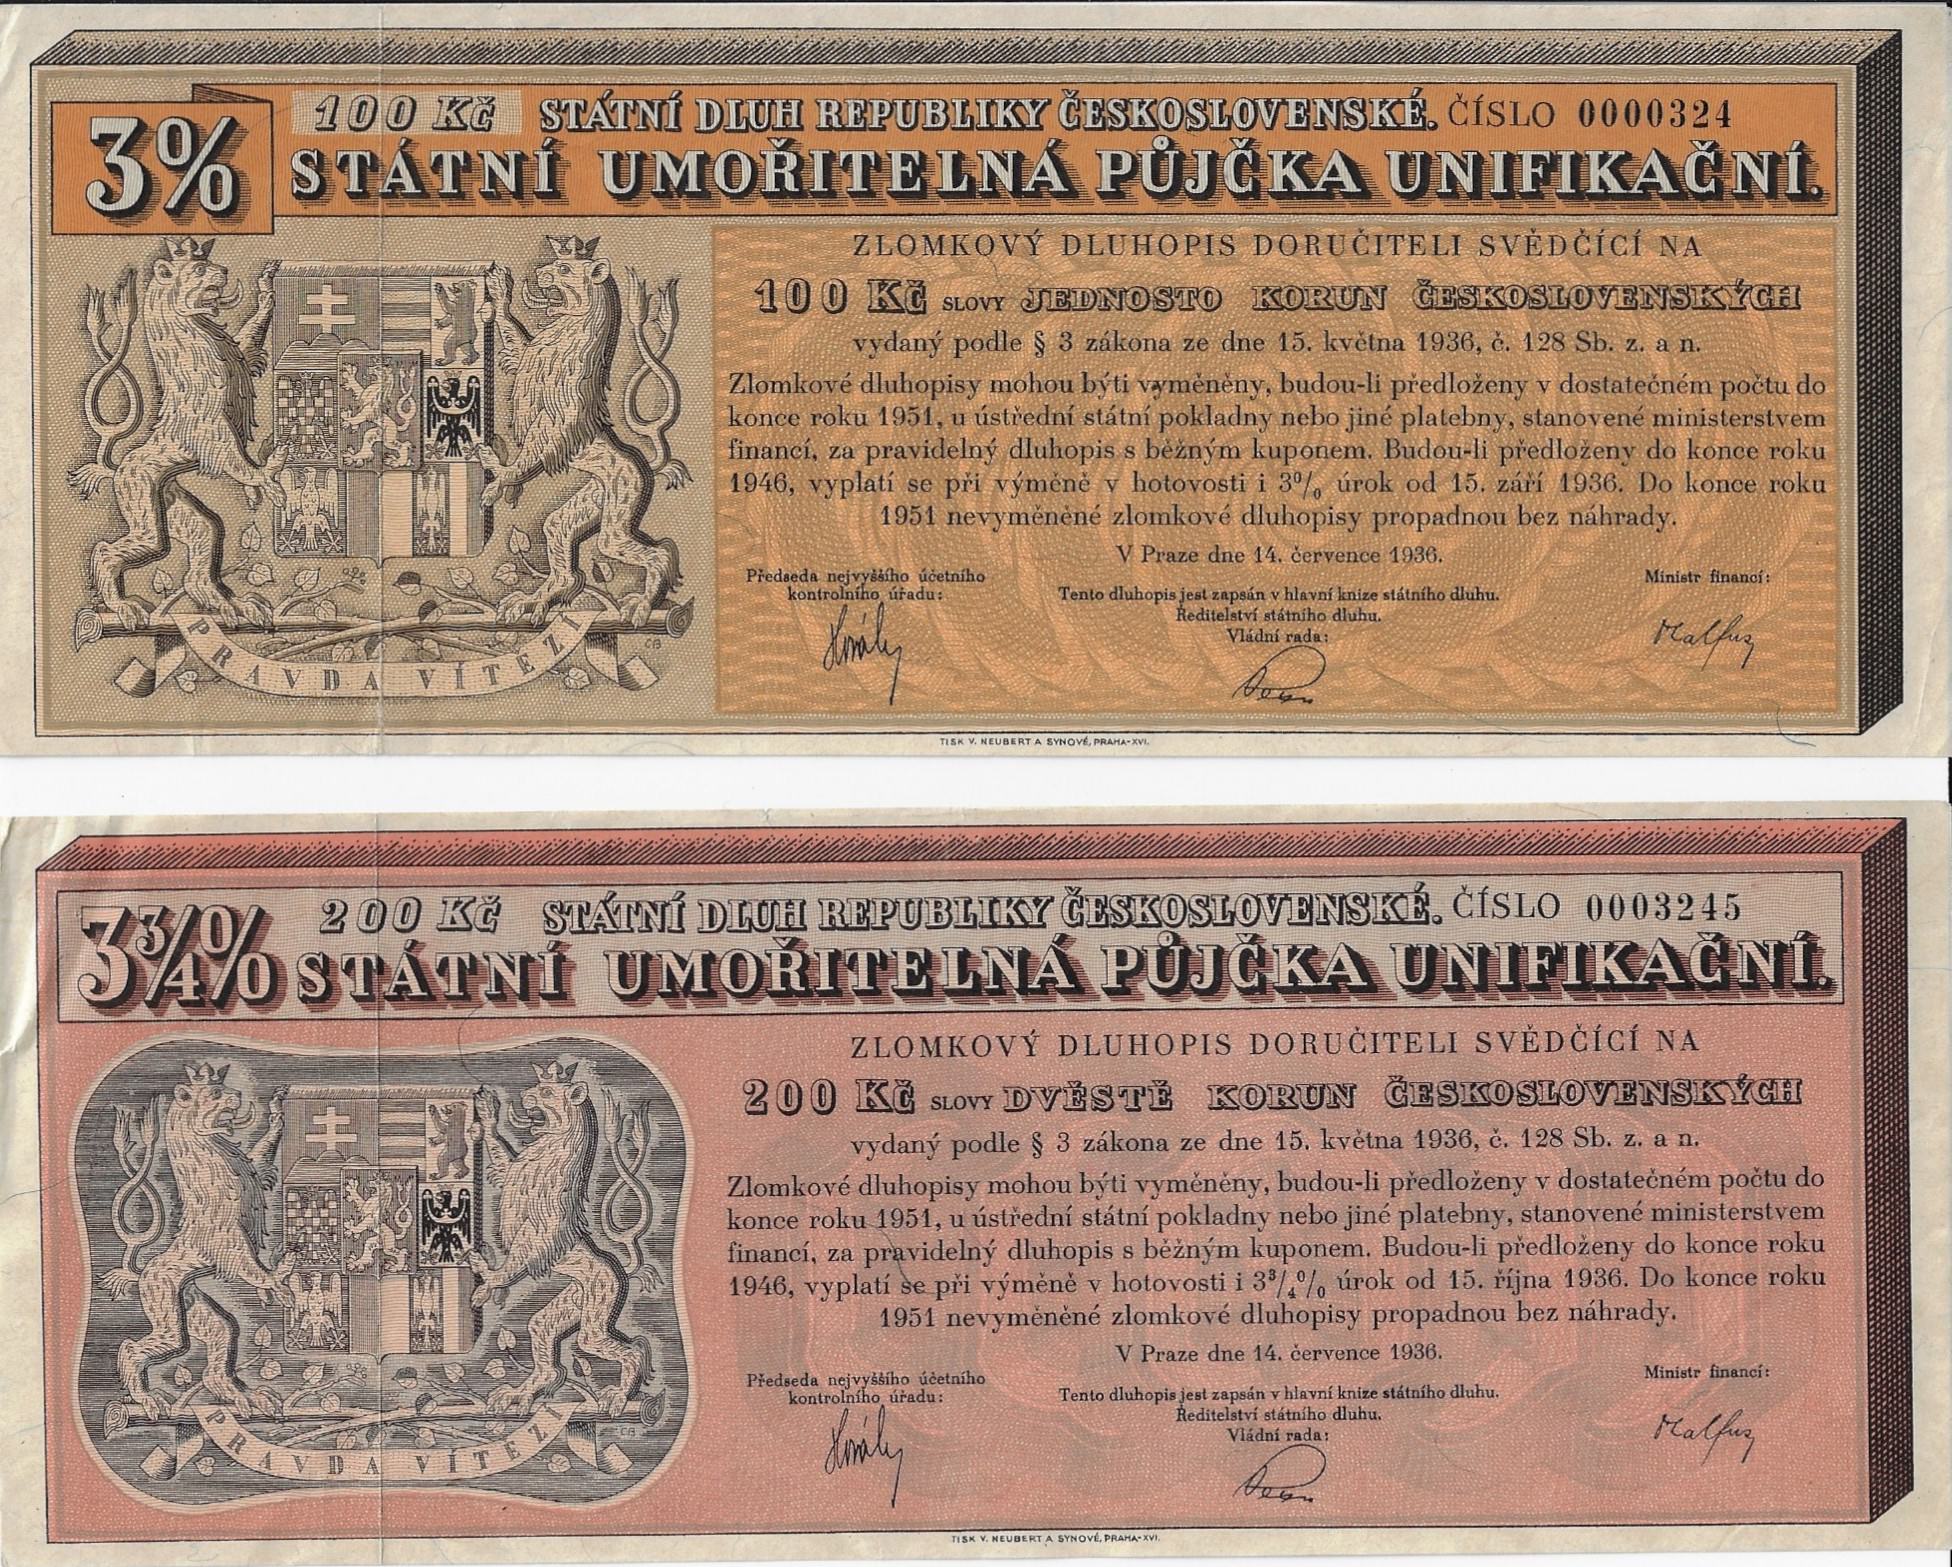 3% 100 Kč STÁTNÍ DLUH REPUBLIKY ČESKOSLOVENSKÉ. ČÍSLO 0000324
STÁTNÍ UMOŘITELNÁ PŮJČKA UNIFIKAČNÍ.
ZLOMKOVÝ DLUHOPIS DORUČITELI SVĚDČÍCÍ NA
100 KČ SLOVY JEDNOSTO KORUN ČESKOSLOVENSKÝCH
vydaný podle § 3 zákona ze dne 15. května 1936, č. 128 Sb. z. a n.
Zlomkové dluhopisy mohou býti vyměněny, budou-li předloženy v dostatečném počtu do
konce roku 1951, u ústřední státní pokladny nebo jiné platebny, stanovené ministerstvem
financí, za pravidelný dluhopis s běžným kuponem. Budou-li předloženy do konce roku
1946, vyplatí se při výměně v hotovosti i 3% úrok od 15. září 1936. Do konce roku
1951 nevyměněné zlomkové dluhopisy propadnou bez náhrady.
V Praze dne 14. července 1936.
Předseda nejvyššího účetního
kontrolního úřadu:
Tento dluhopis jest zapsán v hlavní knize státního dluhu.
Ředitelství státního dluhu.
Vládní rada:
Ministr financí:
PRAVDA VÍTĚZÍ
CB
TISK V. NEUBERT A SYNOVÉ, PRAHA-XVI.
3¾% 200 KČ STÁTNÍ DLUH REPUBLIKY ČESKOSLOVENSKÉ. ČÍSLO 0003245
STÁTNÍ UMOŘITELNÁ PŮJČKA UNIFIKAČNÍ.
ZLOMKOVÝ DLUHOPIS DORUČITELI SVĚDČÍCÍ NA
200 KČ SLOVY DVĚSTĚ KORUN ČESKOSLOVENSKÝCH
vydaný podle § 3 zákona ze dne 15. května 1936, č. 128 Sb. z. a n.
Zlomkové dluhopisy mohou býti vyměněny, budou-li předloženy v dostatečném počtu do
konce roku 1951, u ústřední státní pokladny nebo jiné platebny, stanovené ministerstvem
financí, za pravidelný dluhopis s běžným kuponem. Budou-li předloženy do konce roku
1946, vyplatí se při výměně v hotovosti i 3¾% úrok od 15. října 1936. Do konce roku
1951 nevyměněné zlomkové dluhopisy propadnou bez náhrady.
V Praze dne 14. července 1936.
Předseda nejvyššího účetního
kontrolního úřadu:
Tento dluhopis jest zapsán v hlavní knize státního dluhu.
Ředitelství státního dluhu.
Vládní rada:
Ministr financí:
PRAVDA VÍTĚZÍ
CB
TISK V. NEUBERT A SYNOVÉ, PRAHA-XVI.